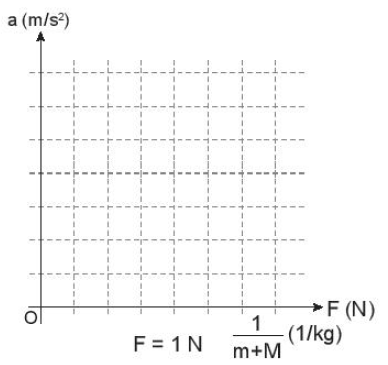 a (m/s²)
O
F (N)
F = 1 N
1
m+M
(1/kg)